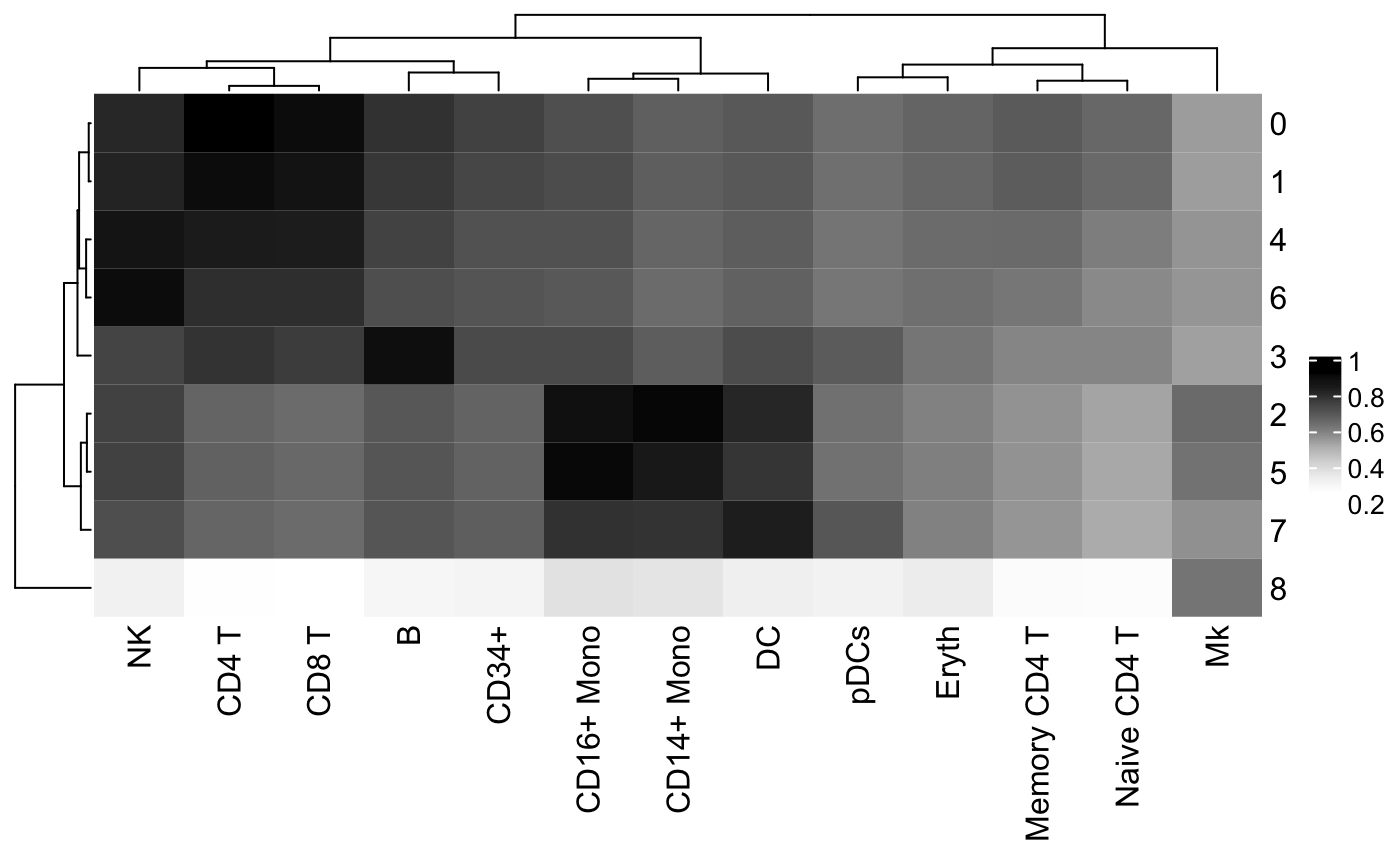 0
1
4
6
3
2
5
7
8
1
0.8
0.6
0.4
0.2
NK
CD4 T
CD8 T
B
CD34+
CD16+ Mono
CD14+ Mono
DC
pDCs
Eryth
Memory CD4 T
Naive CD4 T
Mk